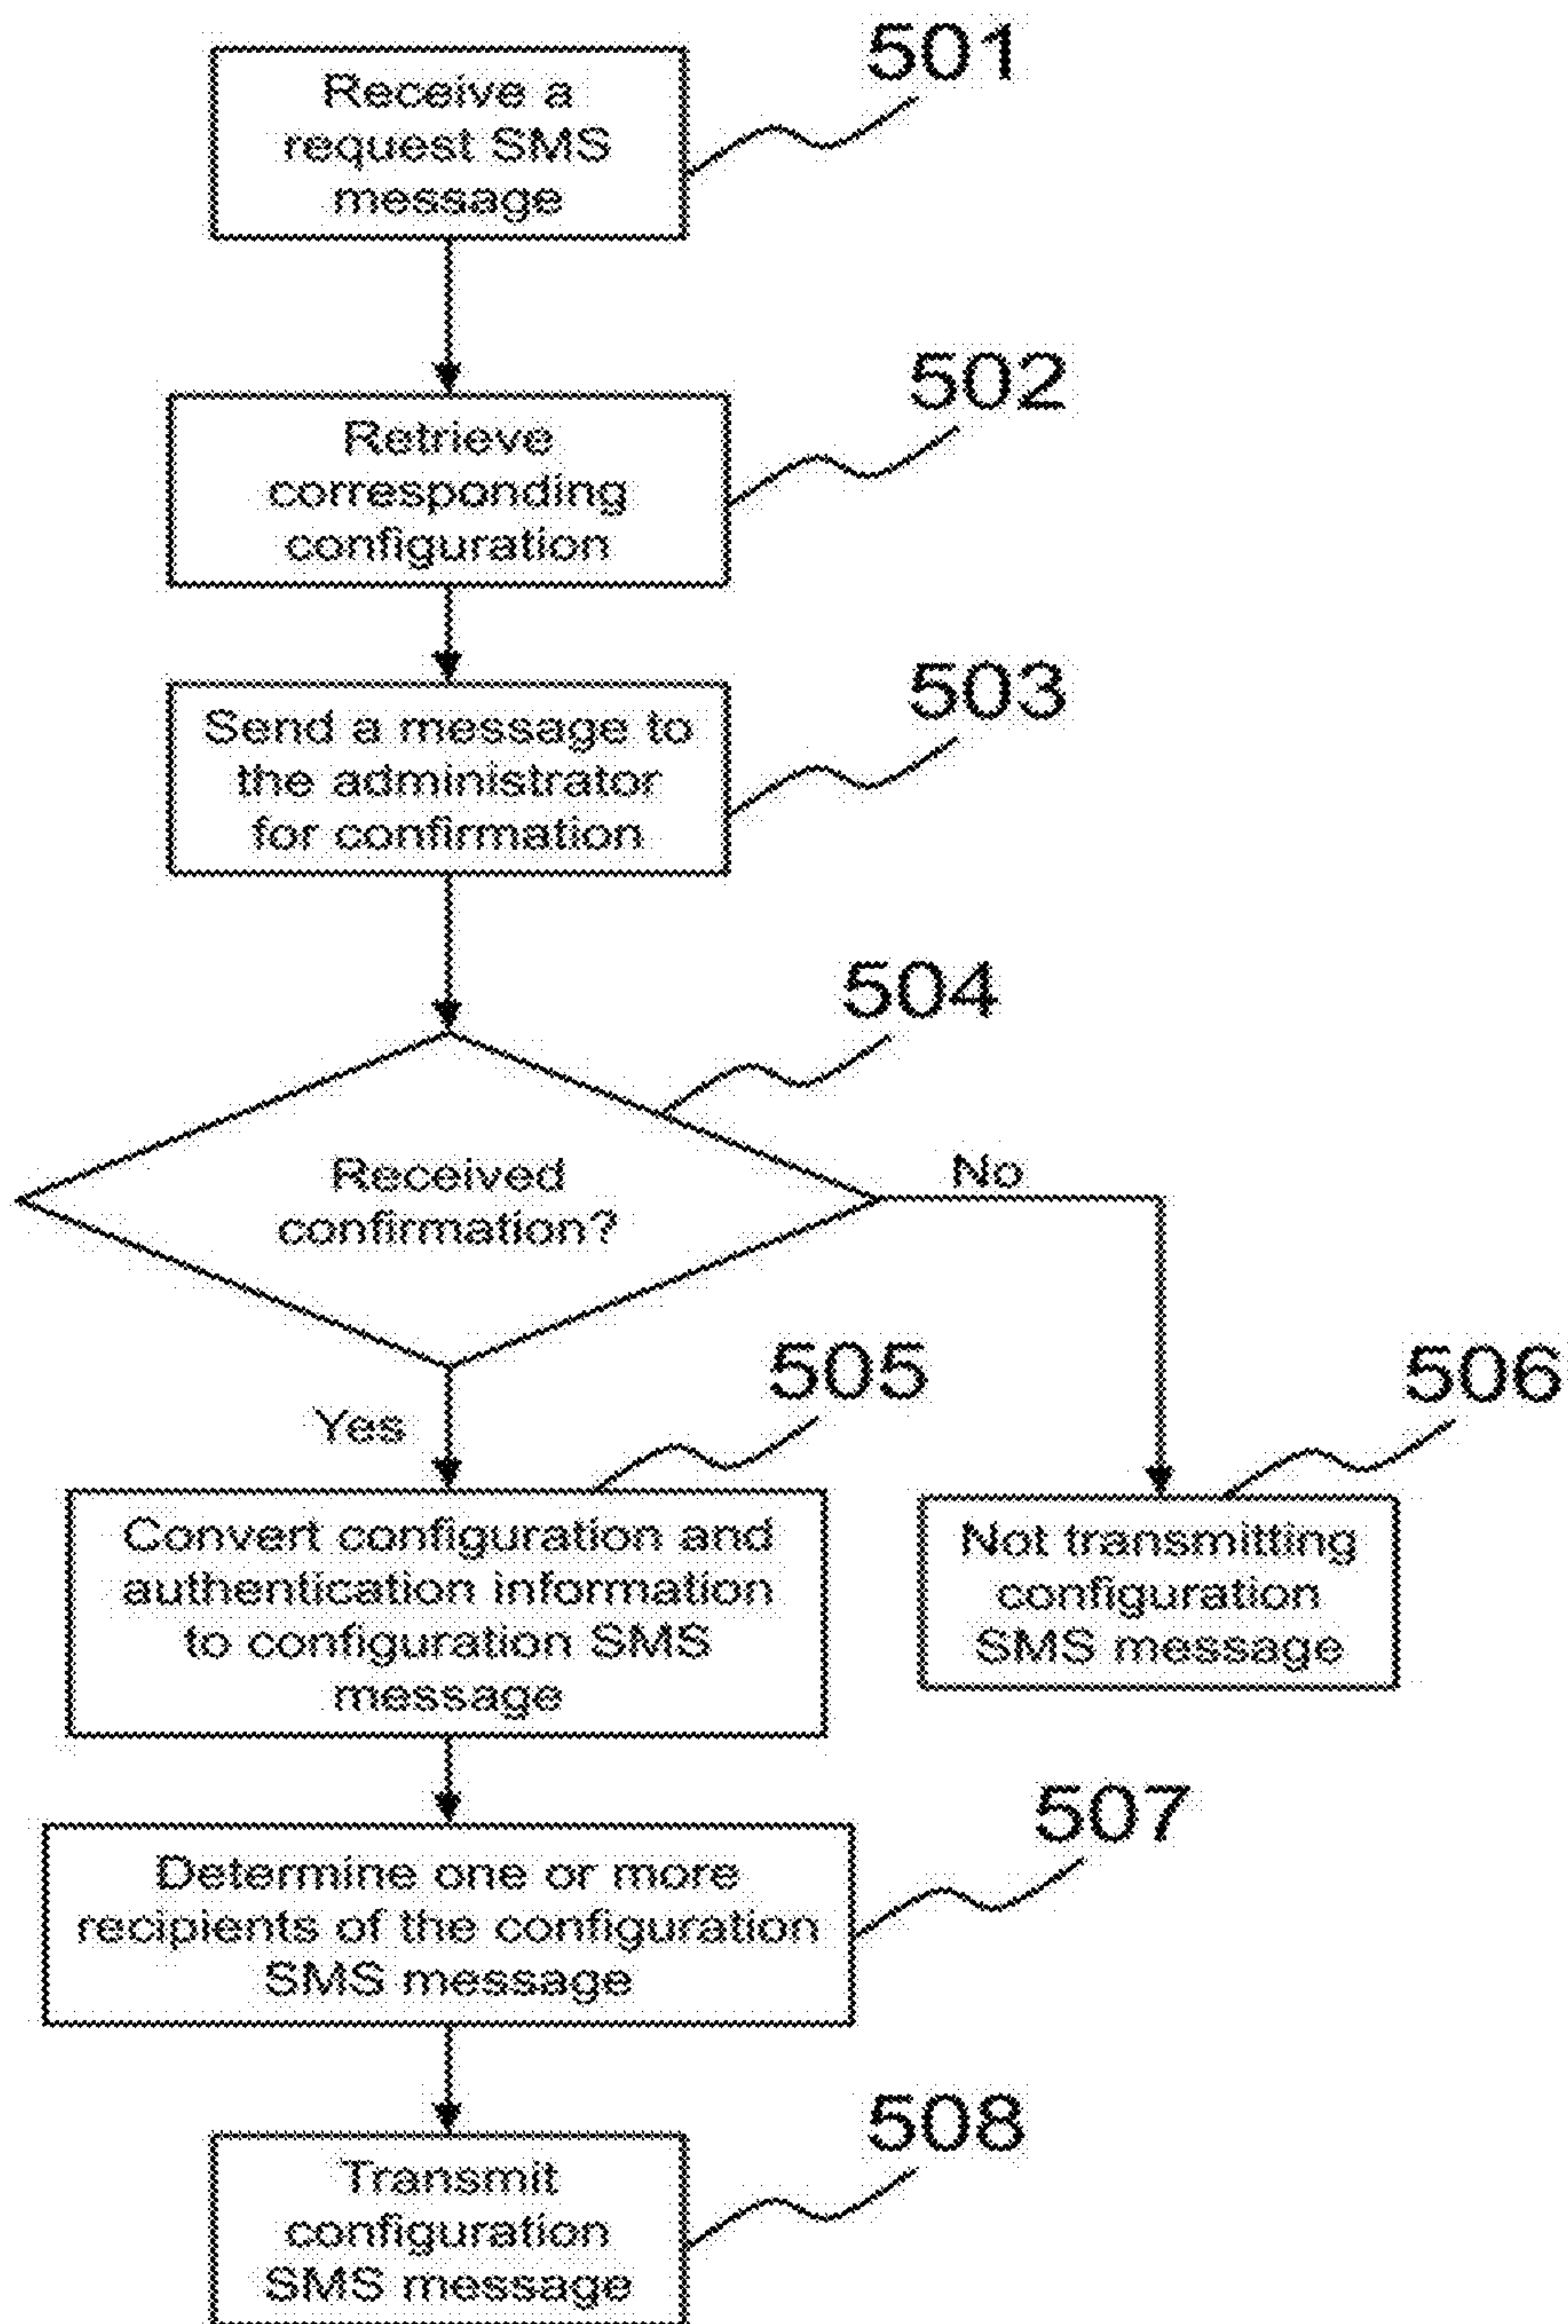 501
Receive a
request SMS
message
502
Retrieve
corresponding
configuration
503
Send a message to
the administrator
for confirmation
504
Received
confirmation?
No
Yes
505
506
Convert configuration and
authentication information
to configuration SMS
message
Not transmitting
configuration
SMS message
507
Determine one or more
recipients of the configuration
SMS message
508
Transmit
configuration
SMS message